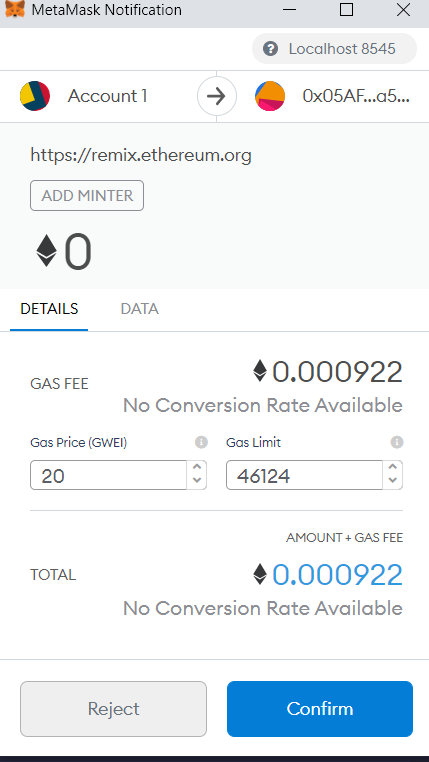 MetaMask Notification
Localhost 8545
Account 1
0x05AF...a5...
https://remix.ethereum.org
ADD MINTER
0
DETAILS DATA
GAS FEE
0.000922
No Conversion Rate Available
Gas Price (GWEI) Gas Limit
20 46124
AMOUNT + GAS FEE
TOTAL
0.000922
No Conversion Rate Available
Reject Confirm